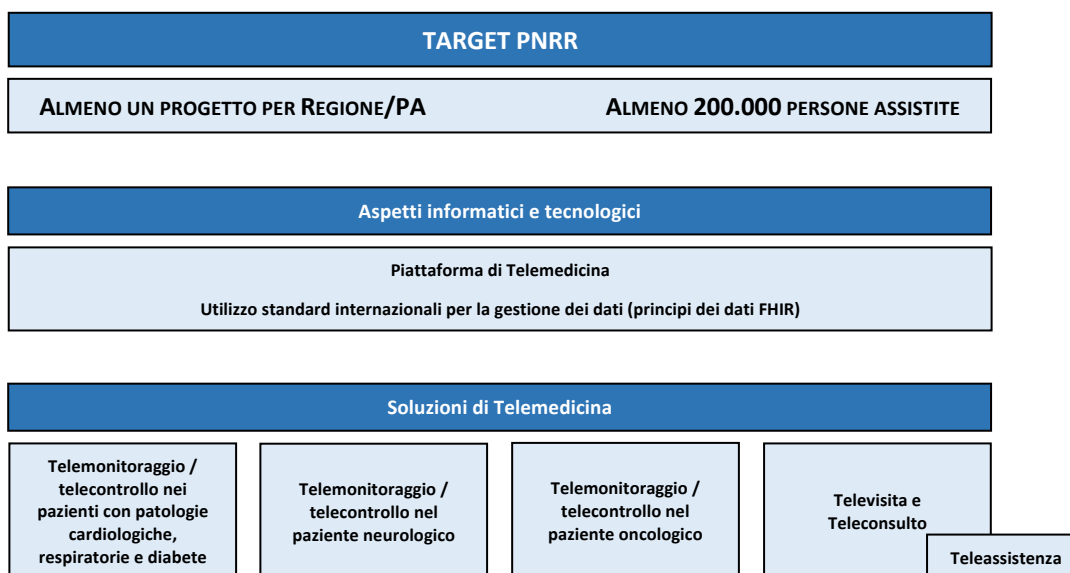 TARGET PNRR
ALMENO UN PROGETTO PER REGIONE/PA
ALMENO 200.000 PERSONE ASSISTITE
Aspetti informatici e tecnologici
Piattaforma di Telemedicina
Utilizzo standard internazionali per la gestione dei dati (principi dei dati FHIR)
Soluzioni di Telemedicina
Telemonitoraggio /
telecontrollo nei
pazienti con patologie
cardiologiche,
respiratorie e diabete
Telemonitoraggio /
telecontrollo nel
paziente neurologico
Telemonitoraggio /
telecontrollo nel
paziente oncologico
Televisita e
Teleconsulto
Teleassistenza